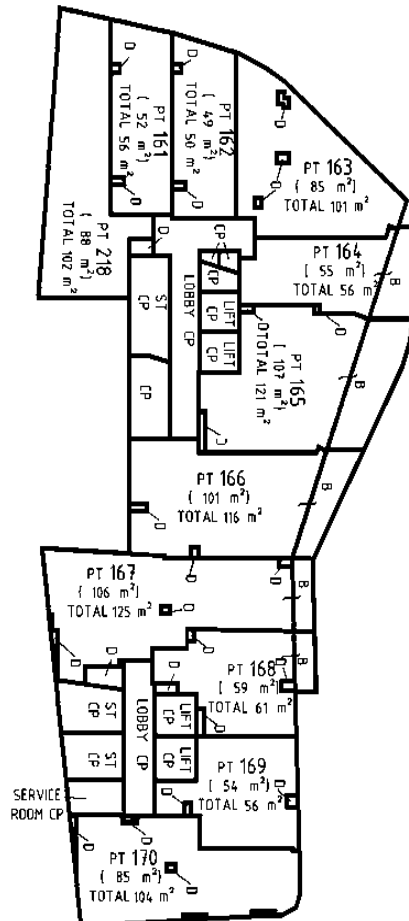 D
D
PT 161
( 52 m²)
TOTAL 56 m²
D
PT 162
( 49 m²)
TOTAL 50 m²
D
D
D
PT 163
( 85 m²)
TOTAL 101 m²
PT 218
( 88 m²)
TOTAL 102 m²
D
CP
PT 164
( 55 m²)
TOTAL 56 m²
B
CP
LOBBY CP
ST
CP
LIFT
CP
LIFT
CP
CP
D
D
PT 165
( 107 m²)
TOTAL 121 m²
B
D
PT 166
( 101 m²)
TOTAL 116 m²
B
D
D
PT 167
( 106 m²)
TOTAL 125 m²
D
D
B
D
D
D
D
B
D
PT 168
( 59 m²)
TOTAL 61 m²
ST
CP
LOBBY CP
LIFT
CP
D
ST
CP
LIFT
CP
PT 169
( 54 m²)
TOTAL 56 m²
D
SERVICE
ROOM CP
D
D
D
PT 170
( 85 m²)
TOTAL 104 m²
D